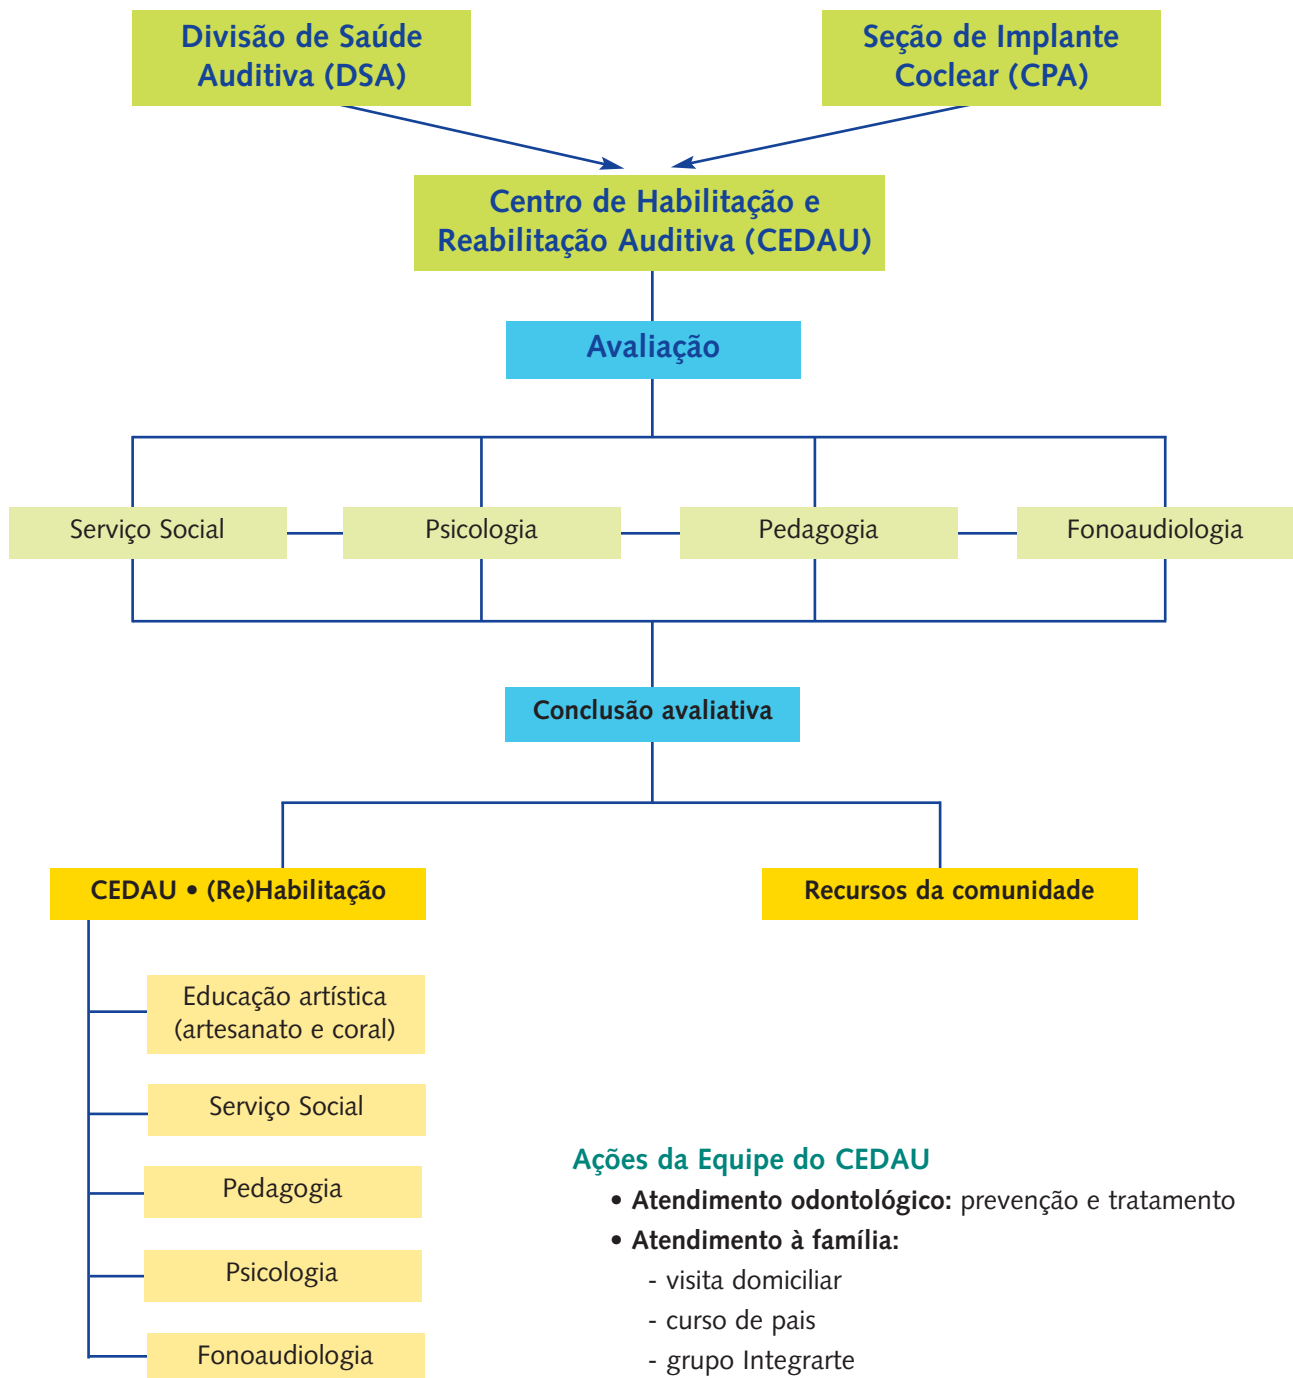 Divisão de Saúde
Auditiva (DSA)
Seção de Implante
Coclear (CPA)
Centro de Habilitação e
Reabilitação Auditiva (CEDAU)
Avaliação
Serviço Social
Psicologia
Pedagogia
Fonoaudiologia
Conclusão avaliativa
CEDAU • (Re)Habilitação
Recursos da comunidade
Educação artística
(artesanato e coral)
Serviço Social
Pedagogia
Psicologia
Fonoaudiologia
Ações da Equipe do CEDAU
• Atendimento odontológico: prevenção e tratamento
• Atendimento à família:
- visita domiciliar
- curso de pais
- grupo Integrarte